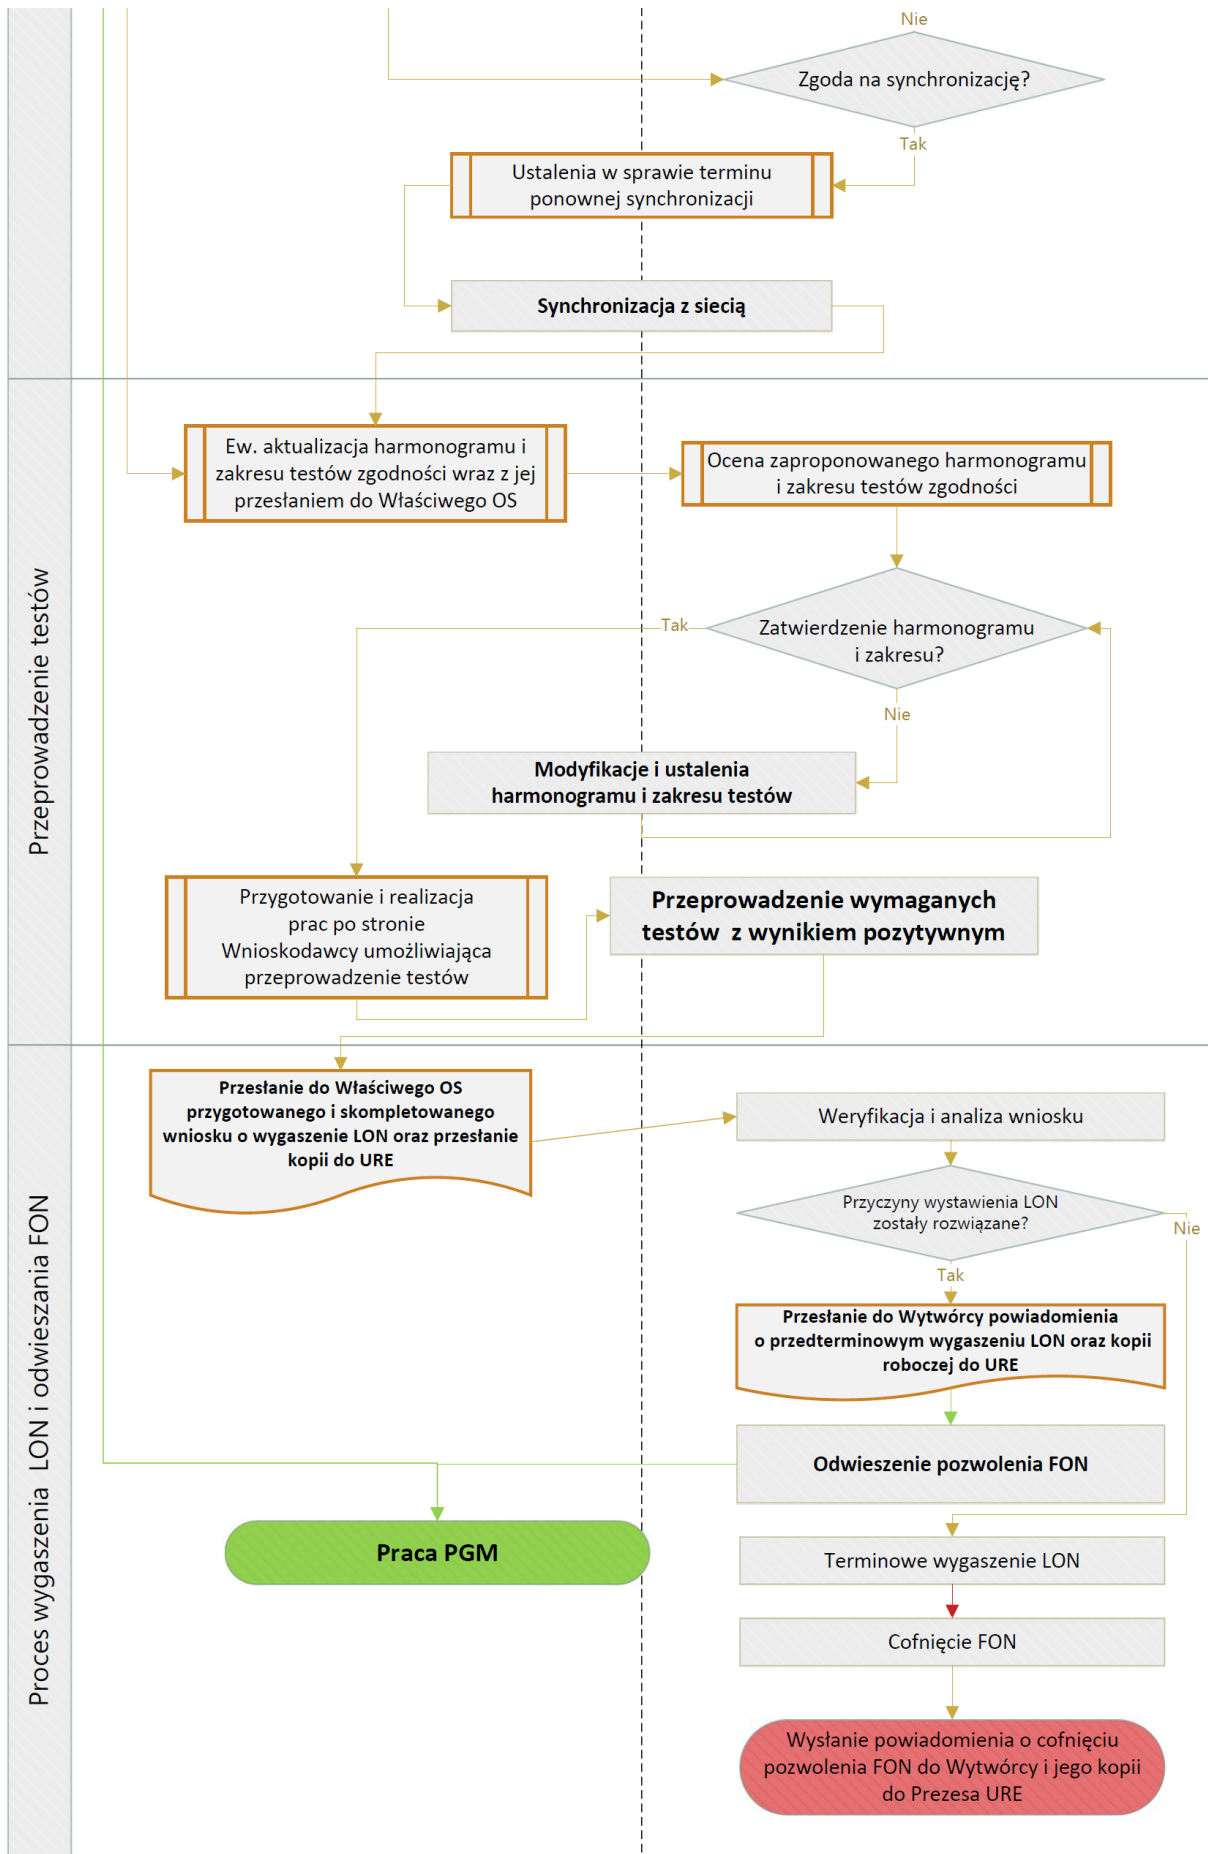 Nie
Zgoda na synchronizację?
Tak
Ustalenia w sprawie terminu
ponownej synchronizacji
Synchronizacja z siecią
Przeprowadzenie testów
Ew. aktualizacja harmonogramu i
zakresu testów zgodności wraz z jej
przesłaniem do Właściwego OS
Ocena zaproponowanego harmonogramu
i zakresu testów zgodności
Zatwierdzenie harmonogramu
i zakresu?
Tak
Nie
Modyfikacje i ustalenia
harmonogramu i zakresu testów
Przygotowanie i realizacja
prac po stronie
Wnioskodawcy umożliwiająca
przeprowadzenie testów
Przeprowadzenie wymaganych
testów z wynikiem pozytywnym
Proces wygaszenia LON i odwieszania FON
Przesłanie do Właściwego OS
przygotowanego i skompletowanego
wniosku o wygaszenie LON oraz przesłanie
kopii do URE
Weryfikacja i analiza wniosku
Przyczyny wystawienia LON
zostały rozwiązane?
Nie
Tak
Przesłanie do Wytwórcy powiadomienia
o przedterminowym wygaszeniu LON oraz kopii
roboczej do URE
Odwieszenie pozwolenia FON
Praca PGM
Terminowe wygaszenie LON
Cofnięcie FON
Wysłanie powiadomienia o cofnięciu
pozwolenia FON do Wytwórcy i jego kopii
do Prezesa URE